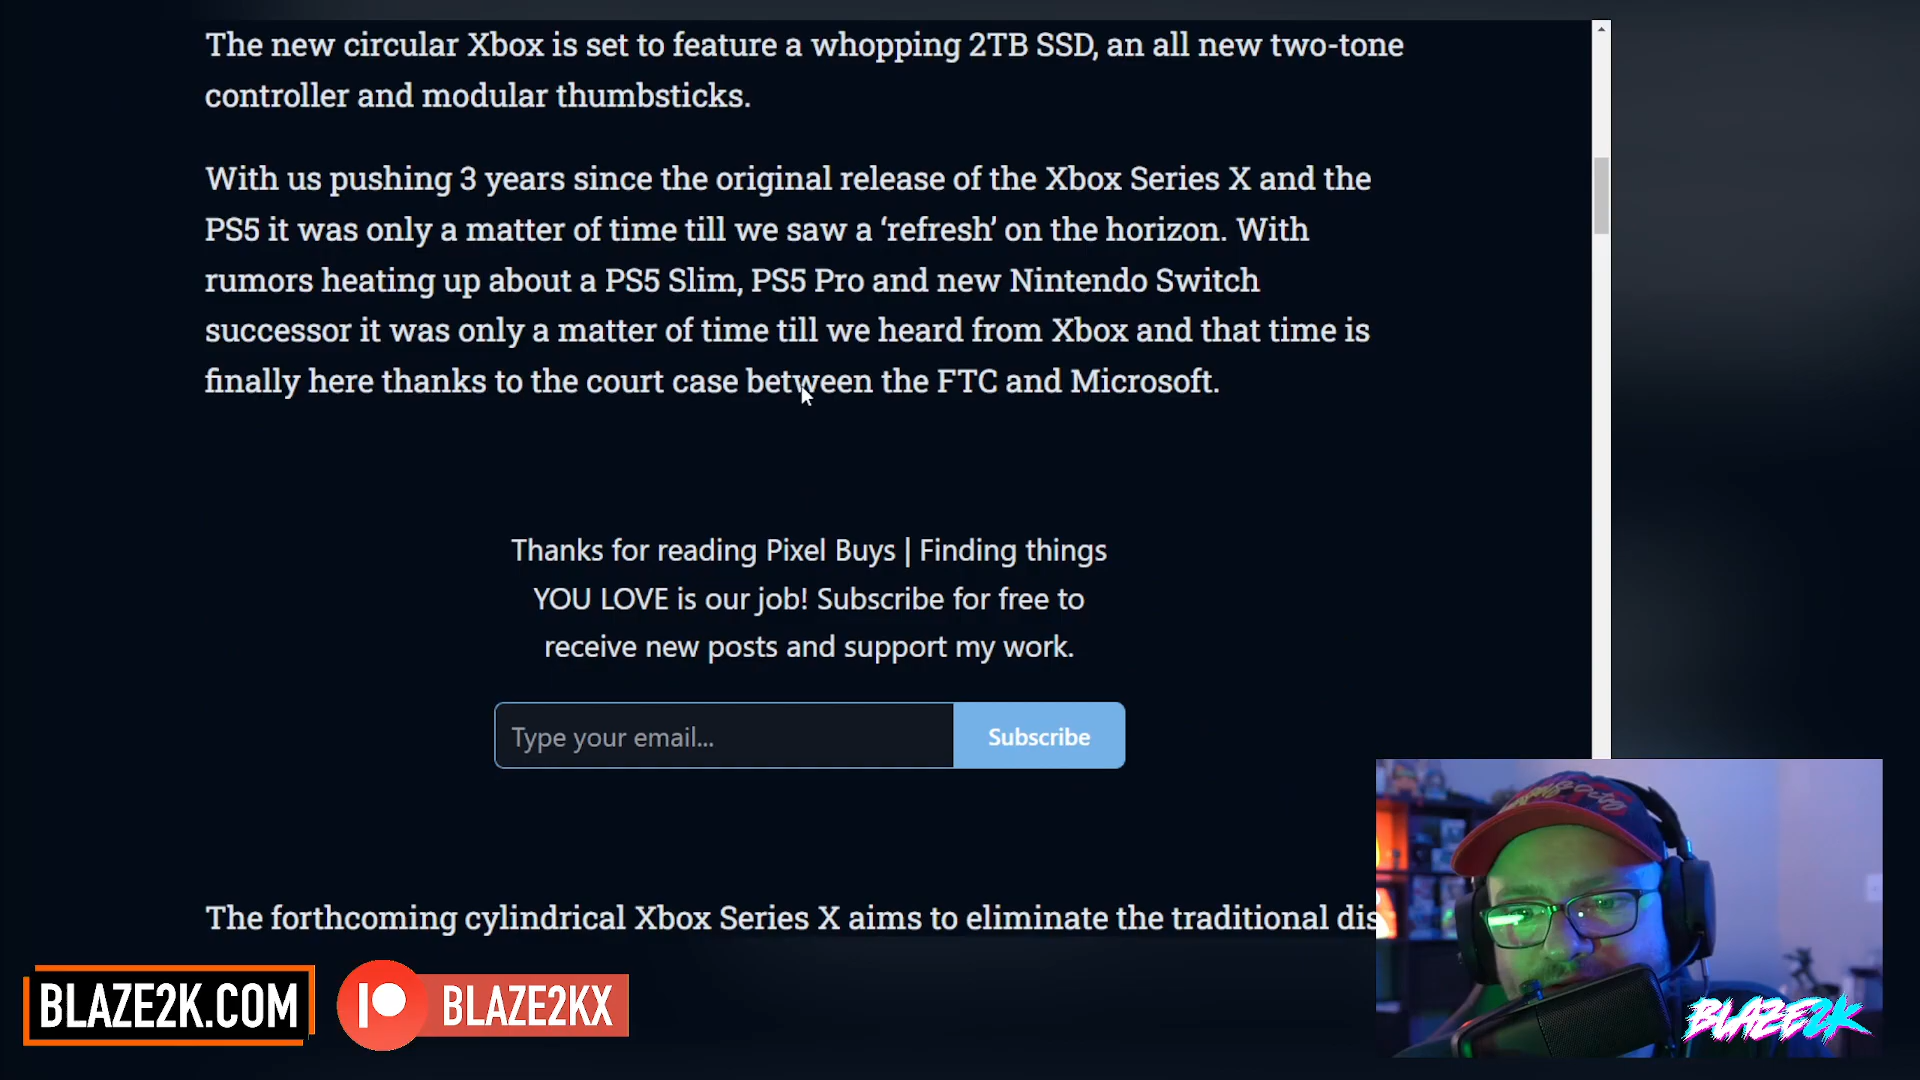 The new circular Xbox is set to feature a whopping 2TB SSD, an all new two-tone
controller and modular thumbsticks.
With us pushing 3 years since the original release of the Xbox Series X and the
PS5 it was only a matter of time till we saw a ‘refresh’ on the horizon. With
rumors heating up about a PS5 Slim, PS5 Pro and new Nintendo Switch
successor it was only a matter of time till we heard from Xbox and that time is
finally here thanks to the court case between the FTC and Microsoft.
Thanks for reading Pixel Buys | Finding things
YOU LOVE is our job! Subscribe for free to
receive new posts and support my work.
Type your email...
Subscribe
The forthcoming cylindrical Xbox Series X aims to eliminate the traditional dis
BLAZE2K.COM
BLAZE2KX
BLAZE2K